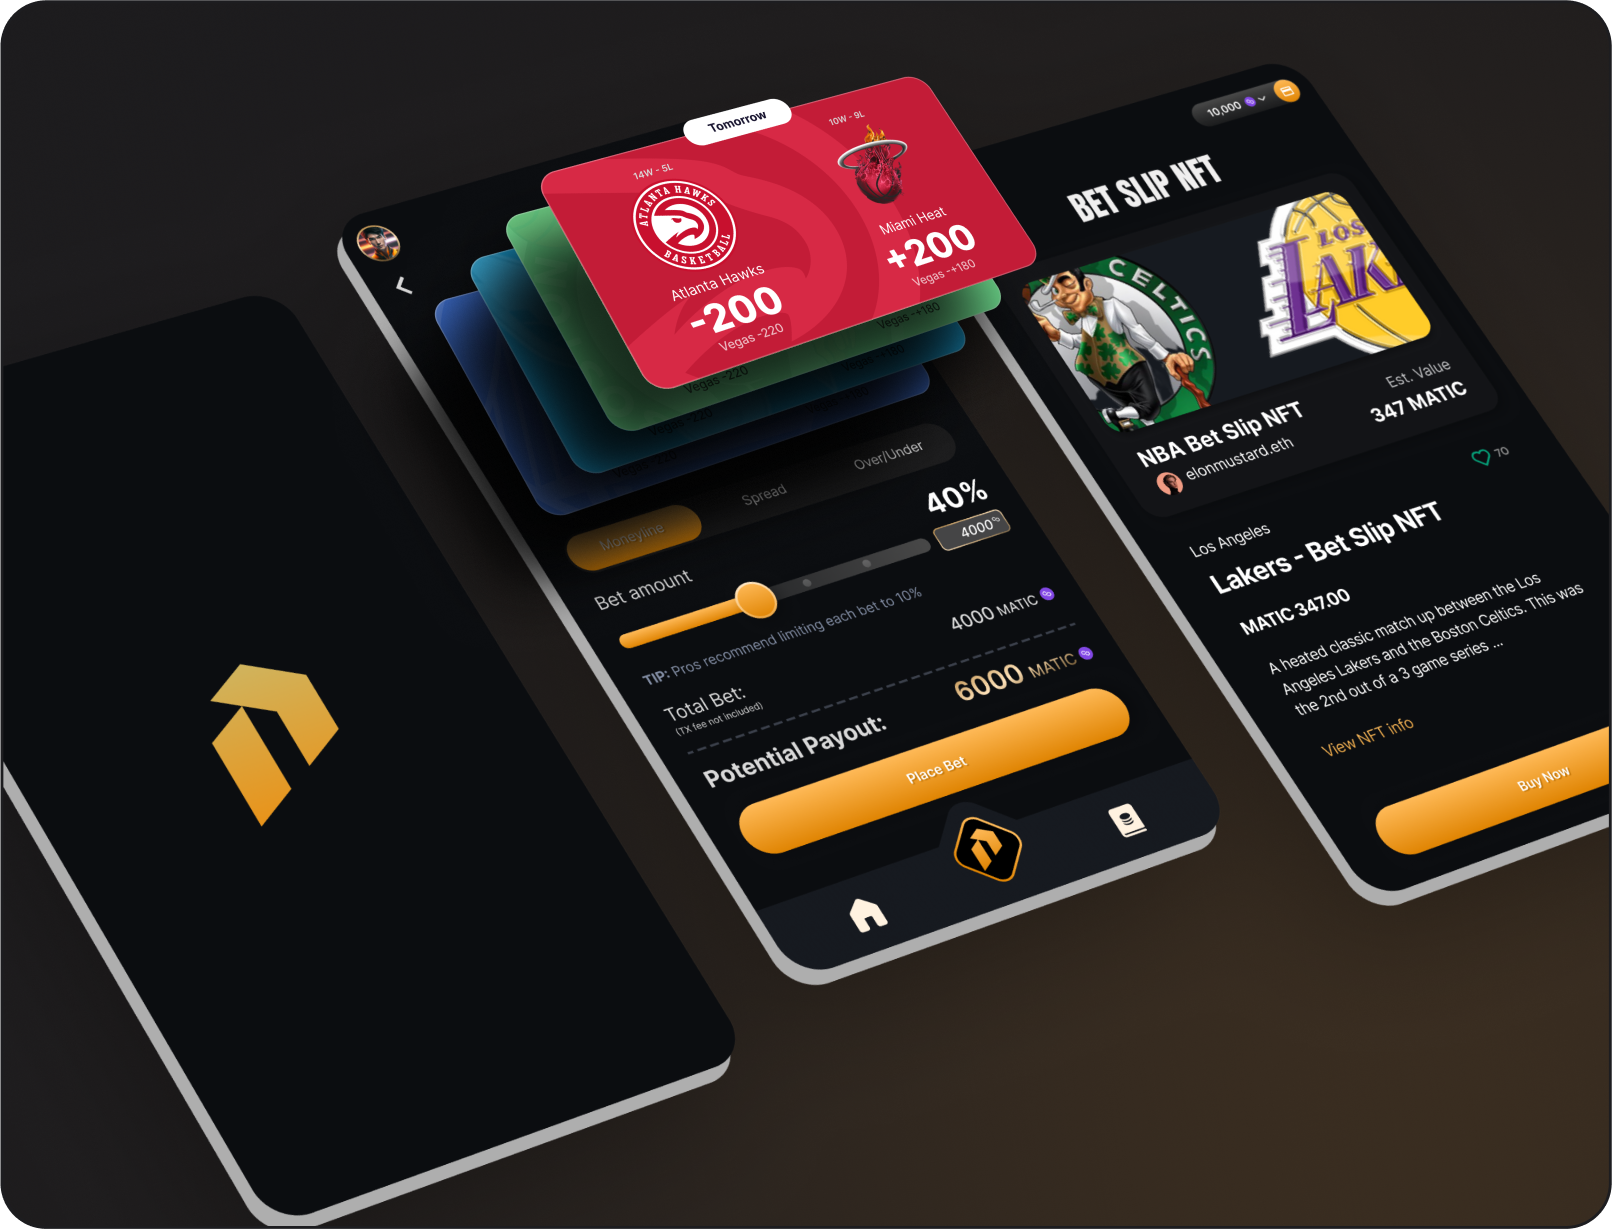 Tomorrow
14W - 5L
10W - 9L
ATLANTA HAWKS
BASKETBALL
Atlanta Hawks
-200
Vegas -220
Miami Heat
+200
Vegas -+180
Vegas -+180
Vegas -220
Moneyline
Spread
Over/Under
Bet amount
40%
4000
TIP: Pros recommend limiting each bet to 10%
Total Bet:
(TX fee not included)
4000 MATIC
Potential Payout:
6000 MATIC
Place Bet
10,000
BET SLIP NFT
CELTICS
LOS
LAK
NBA Bet Slip NFT
elonmustard.eth
Est. Value
347 MATIC
70
Los Angeles
Lakers - Bet Slip NFT
MATIC 347.00
A heated classic match up between the Los
Angeles Lakers and the Boston Celtics. This was
the 2nd out of a 3 game series ...
View NFT info
Buy Now